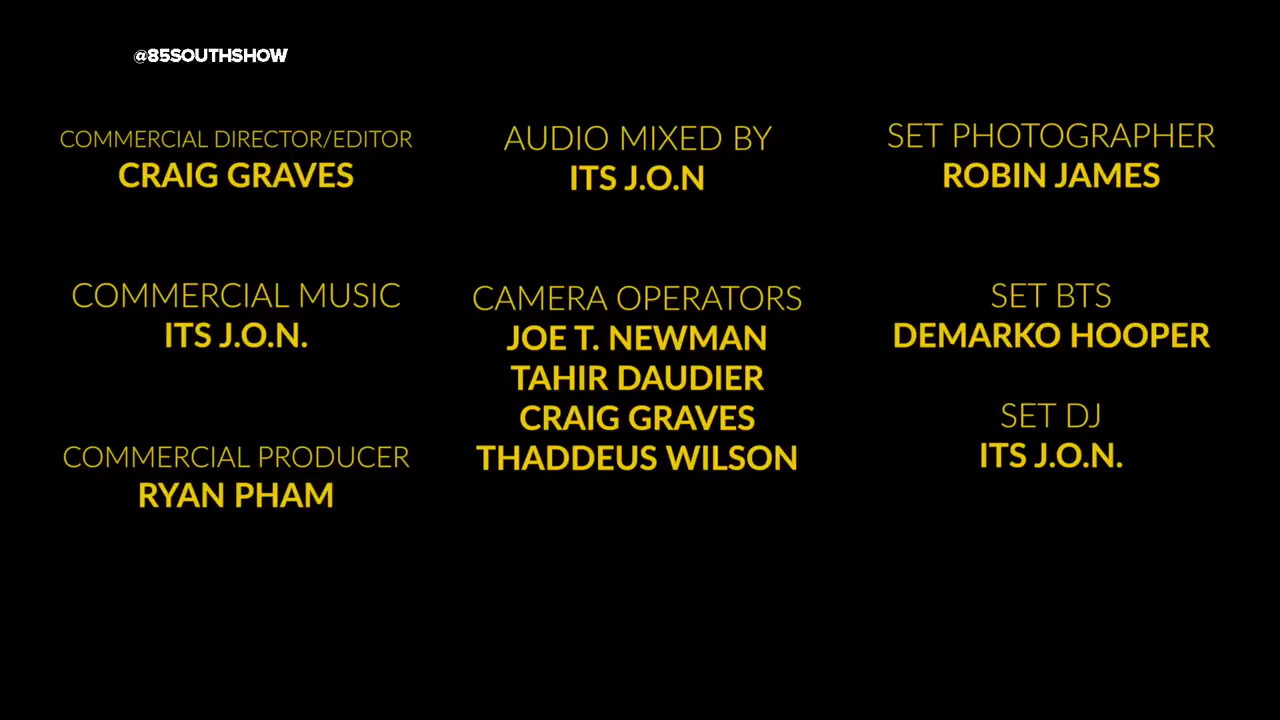 @85SOUTHSHOW
COMMERCIAL DIRECTOR/EDITOR
CRAIG GRAVES
COMMERCIAL MUSIC
ITS J.O.N.
COMMERCIAL PRODUCER
RYAN PHAM
AUDIO MIXED BY
ITS J.O.N
CAMERA OPERATORS
JOE T. NEWMAN
TAHIR DAUDIER
CRAIG GRAVES
THADDEUS WILSON
SET PHOTOGRAPHER
ROBIN JAMES
SET BTS
DEMARKO HOOPER
SET DJ
ITS J.O.N.